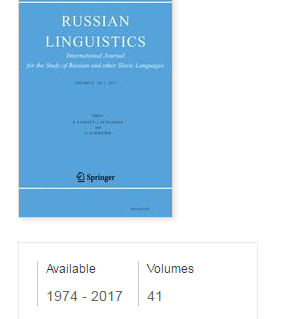 RUSSIAN
LINGUISTICS
International Journal
for the Study of Russian and other Slavic Languages
Springer
Available
Volumes
1974 - 2017
41